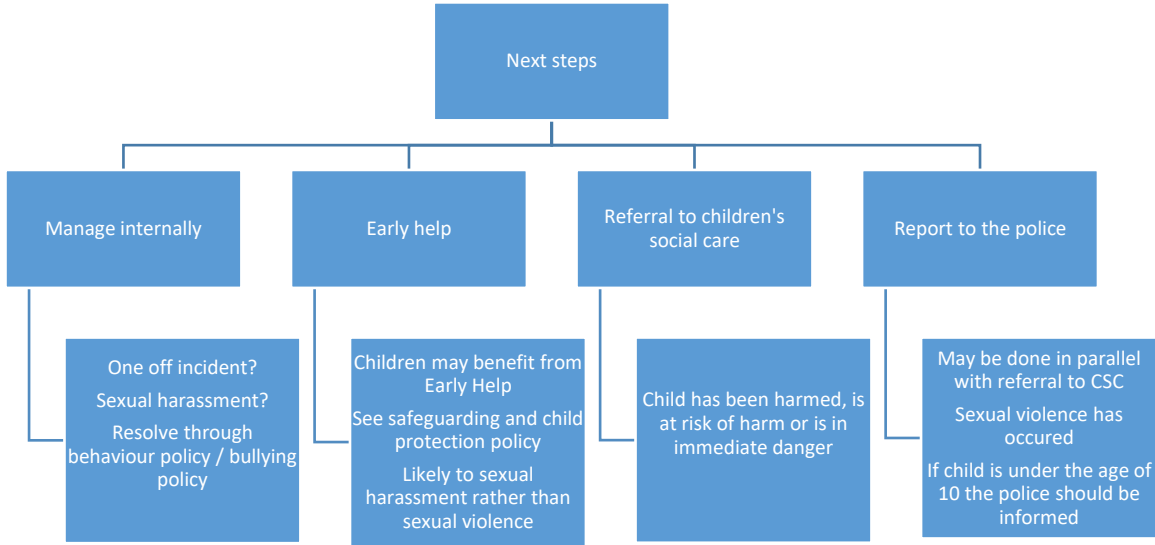 Next steps
Manage internally
Early help
Referral to children's
social care
Report to the police
One off incident?
Sexual harassment?
Resolve through
behaviour policy / bullying
policy
Children may benefit from
Early Help
See safeguarding and child
protection policy
Likely to sexual
harassment rather than
sexual violence
Child has been harmed, is
at risk of harm or is in
immediate danger
May be done in parallel
with referral to CSC
Sexual violence has
occured
If child is under the age of
10 the police should be
informed